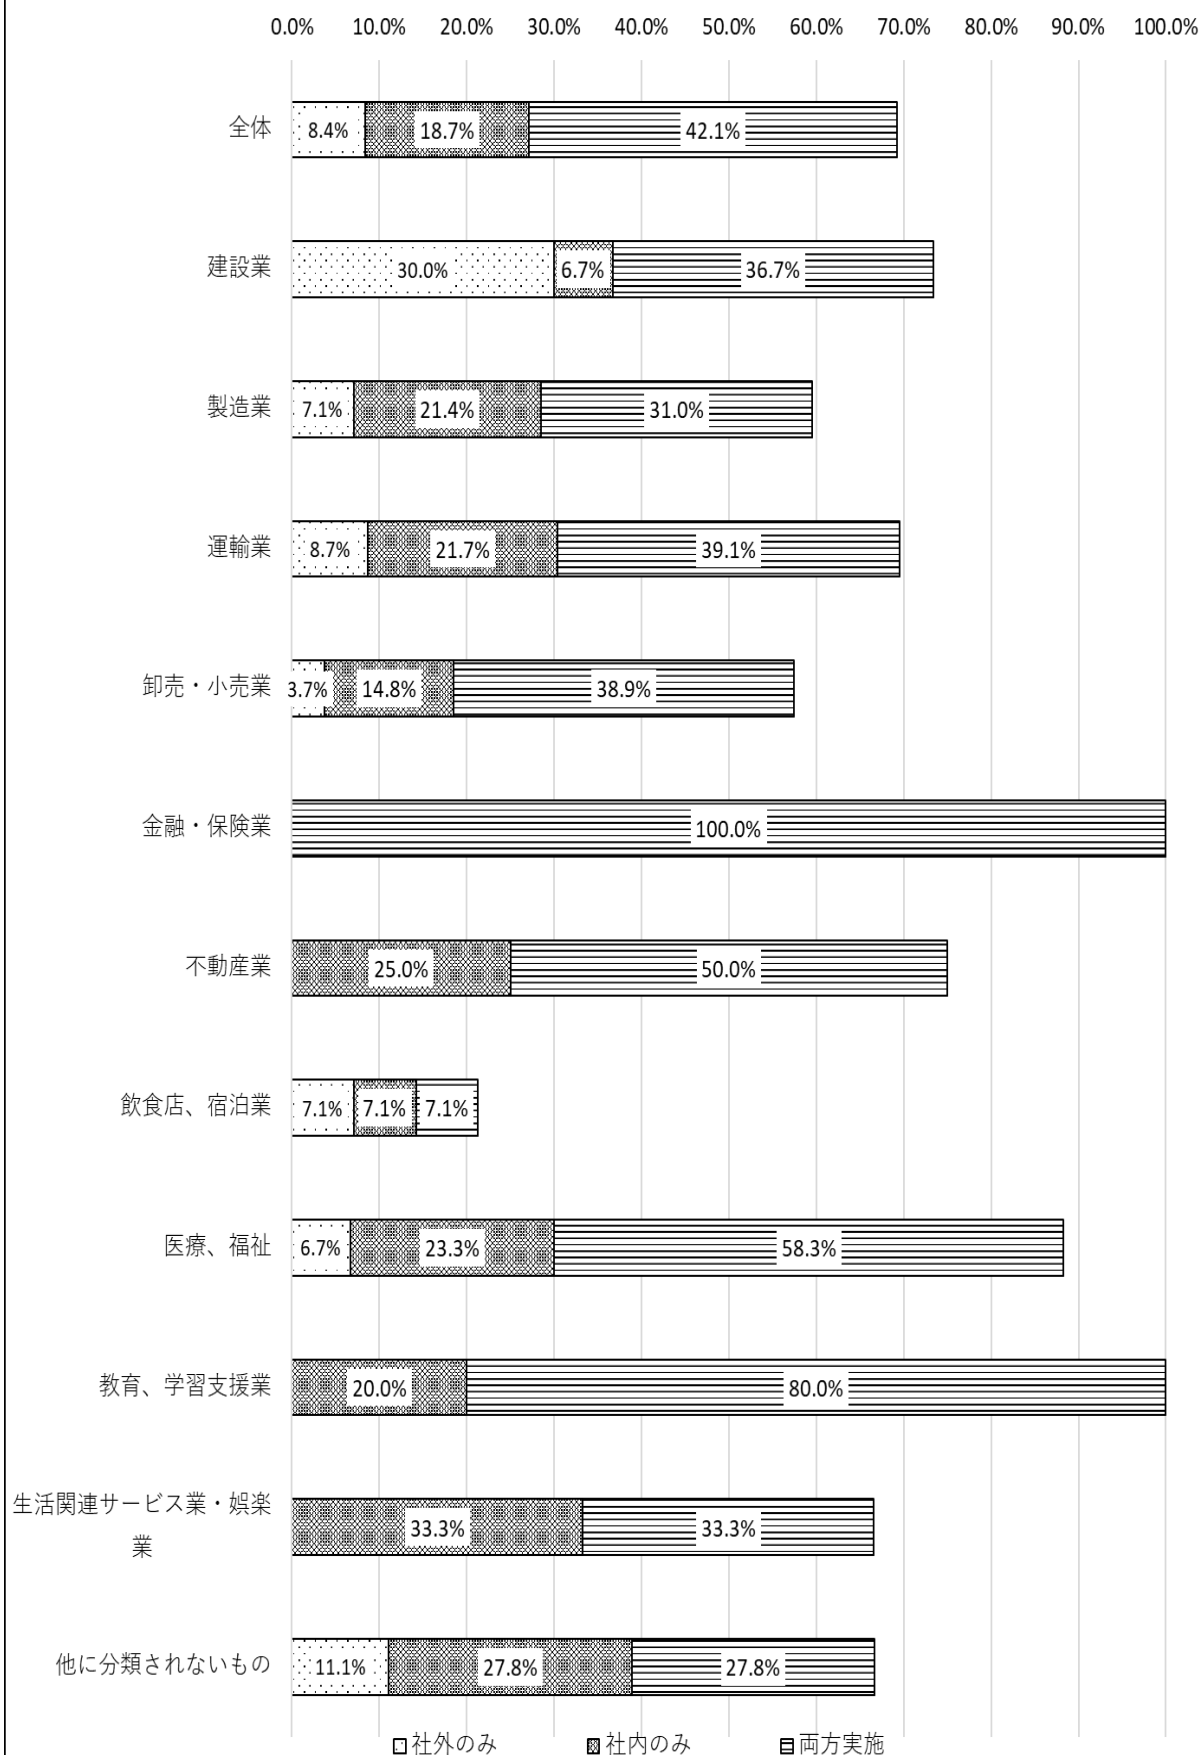 0.0% 10.0% 20.0% 30.0% 40.0% 50.0% 60.0% 70.0% 80.0% 90.0% 100.0%
全体 8.4% 18.7% 42.1%
建設業 30.0% 6.7% 36.7%
製造業 7.1% 21.4% 31.0%
運輸業 8.7% 21.7% 39.1%
卸売・小売業 3.7% 14.8% 38.9%
金融・保険業 100.0%
不動産業 25.0% 50.0%
飲食店、宿泊業 7.1% 7.1% 7.1%
医療、福祉 6.7% 23.3% 58.3%
教育、学習支援業 20.0% 80.0%
生活関連サービス業・娯楽
業 33.3% 33.3%
他に分類されないもの 11.1% 27.8% 27.8%
社外のみ 社内のみ 両方実施